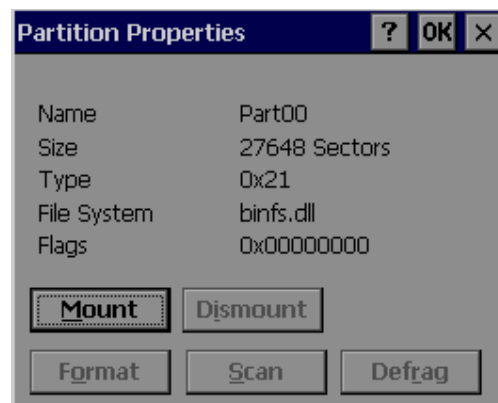 Partition Properties ? OK ×
Name Part00
Size 27648 Sectors
Type 0x21
File System binfs.dll
Flags 0x00000000
Mount Dismount
Format Scan Defrag